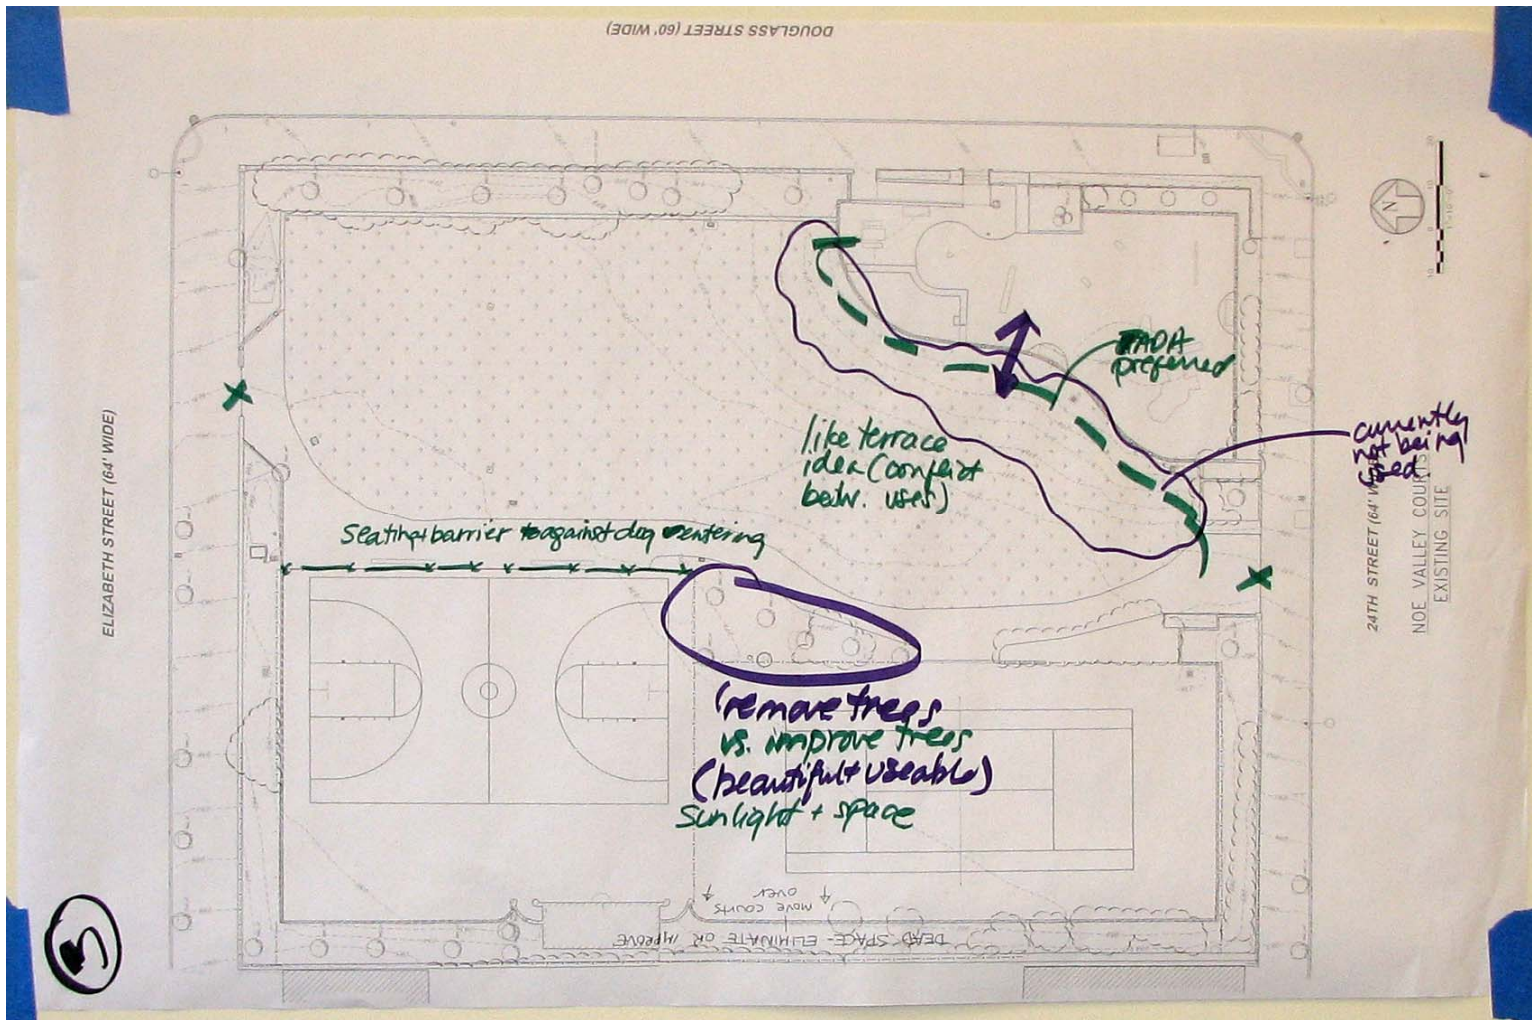 DOUGLASS STREET (60' WIDE)
ELIZABETH STREET (64' WIDE)
N
ADA
preferred
currently
not being
used.
like terrace
idea (conflict
betw. uses)
Seating + barrier against dog entering
24TH STREET (64' WIDE)
NOE VALLEY COURTS
EXISTING SITE
remove trees
vs. improve trees
(beautiful + useable)
Sunlight + space
MOVE COURTS
OVER
DEAD SPACE - ELIMINATE OR IMPROVE
3